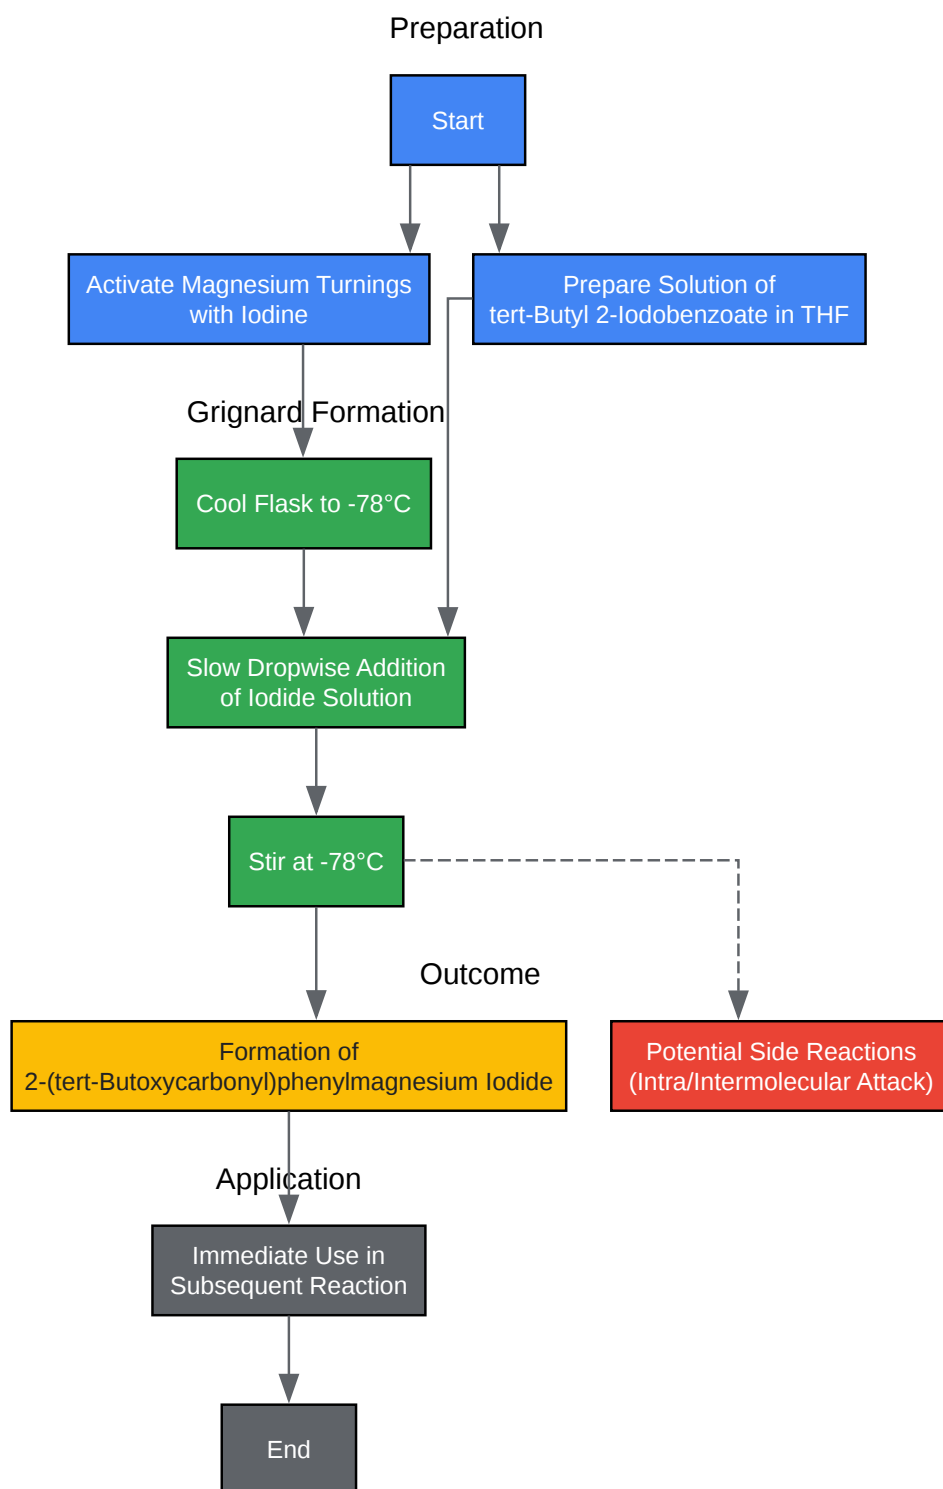 Preparation
Start
Activate Magnesium Turnings
with Iodine
Prepare Solution of
tert-Butyl 2-Iodobenzoate in THF
Grignard Formation
Cool Flask to -78°C
Slow Dropwise Addition
of Iodide Solution
Stir at -78°C
Outcome
Formation of
2-(tert-Butoxycarbonyl)phenylmagnesium Iodide
Potential Side Reactions
(Intra/Intermolecular Attack)
Application
Immediate Use in
Subsequent Reaction
End